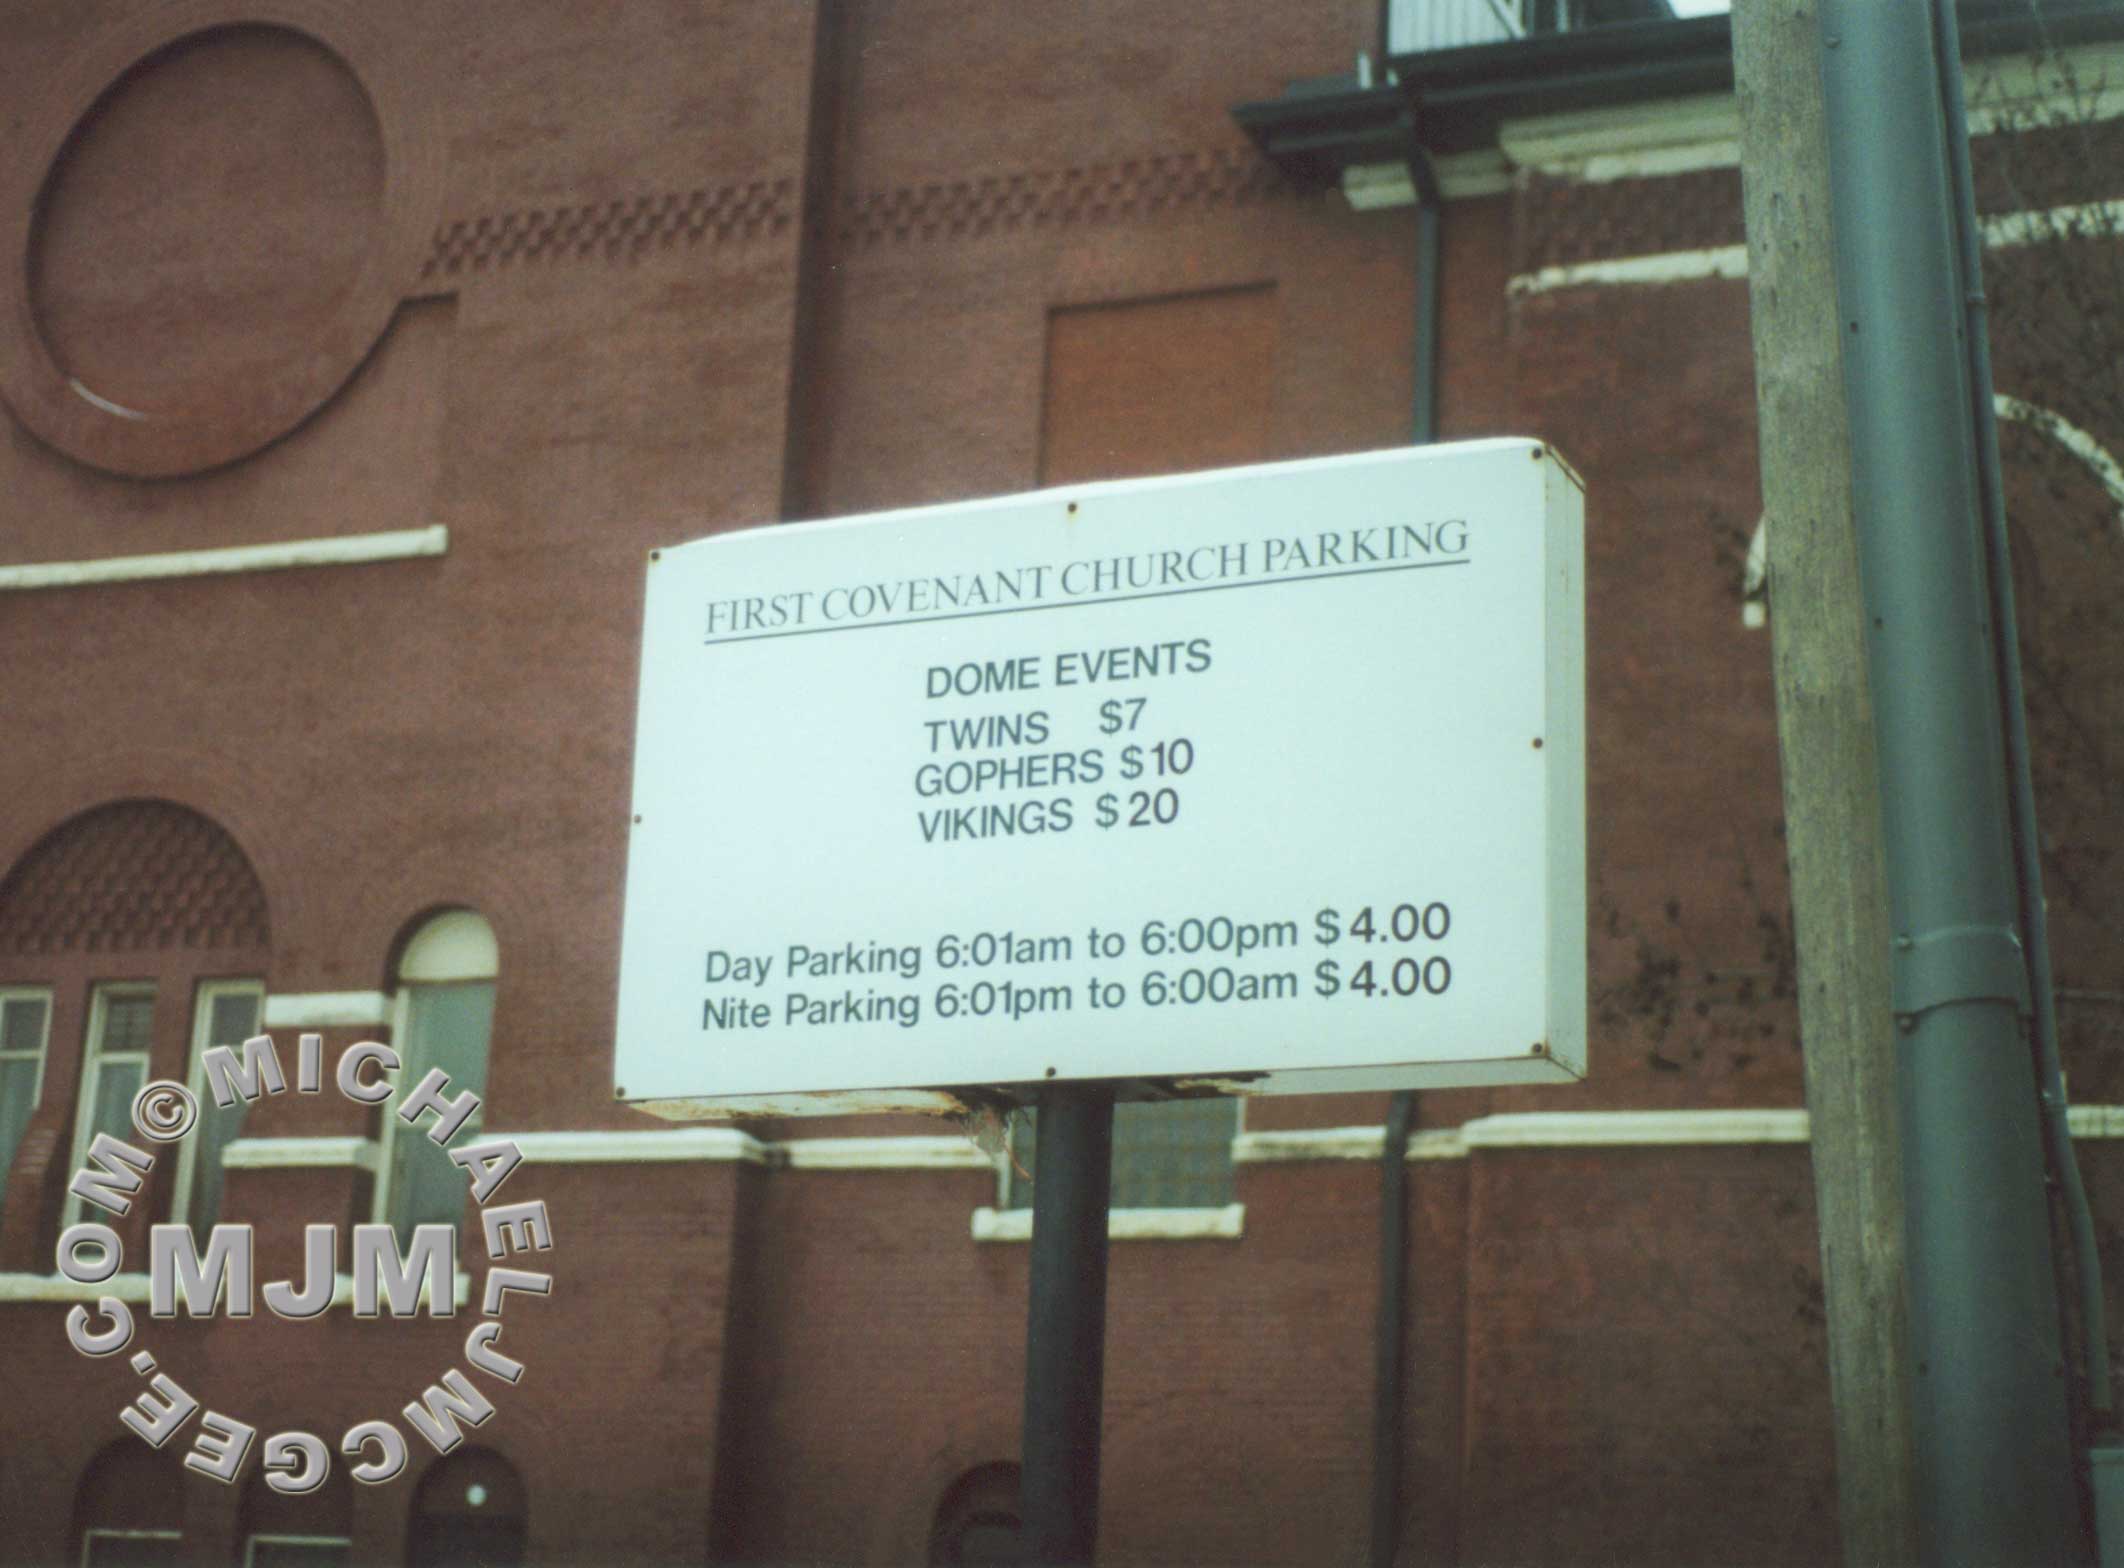 FIRST COVENANT CHURCH PARKING
DOME EVENTS
TWINS $7
GOPHERS $10
VIKINGS $20
Day Parking 6:01am to 6:00pm $4.00
Nite Parking 6:01pm to 6:00am $4.00
© MICHAELJMCGEE.COM
MJM